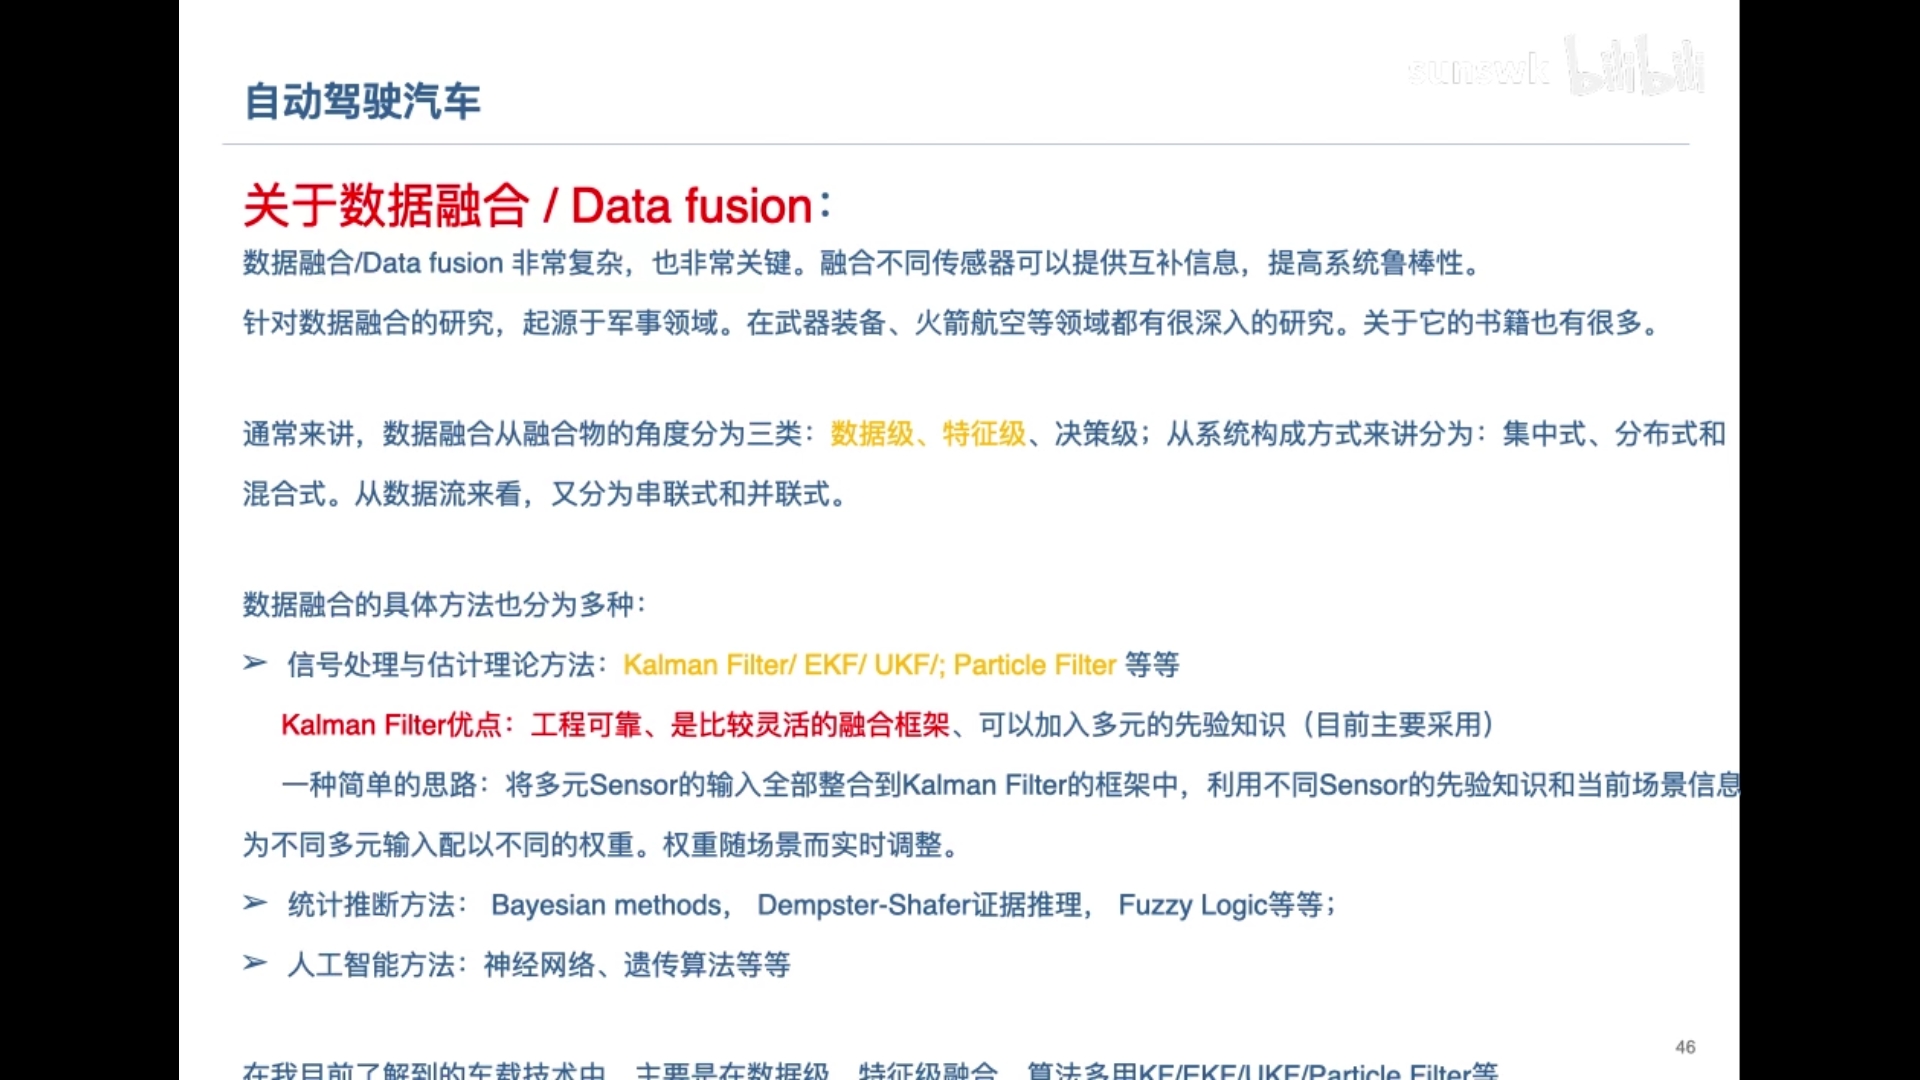 sunswk bilibili
自动驾驶汽车
关于数据融合 / Data fusion：
数据融合/Data fusion 非常复杂，也非常关键。融合不同传感器可以提供互补信息，提高系统鲁棒性。
针对数据融合的研究，起源于军事领域。在武器装备、火箭航空等领域都有很深入的研究。关于它的书籍也有很多。
通常来讲，数据融合从融合物的角度分为三类：数据级、特征级、决策级；从系统构成方式来讲分为：集中式、分布式和
混合式。从数据流来看，又分为串联式和并联式。
数据融合的具体方法也分为多种：
➢ 信号处理与估计理论方法：Kalman Filter/ EKF/ UKF/; Particle Filter 等等
Kalman Filter优点：工程可靠、是比较灵活的融合框架、可以加入多元的先验知识（目前主要采用）
一种简单的思路：将多元Sensor的输入全部整合到Kalman Filter的框架中，利用不同Sensor的先验知识和当前场景信息
为不同多元输入配以不同的权重。权重随场景而实时调整。
➢ 统计推断方法： Bayesian methods， Dempster-Shafer证据推理， Fuzzy Logic等等；
➢ 人工智能方法：神经网络、遗传算法等等
46
在我目前了解到的车载技术中，主要是在数据级、特征级融合，算法多用KF/EKF/UKF/Particle Filter等